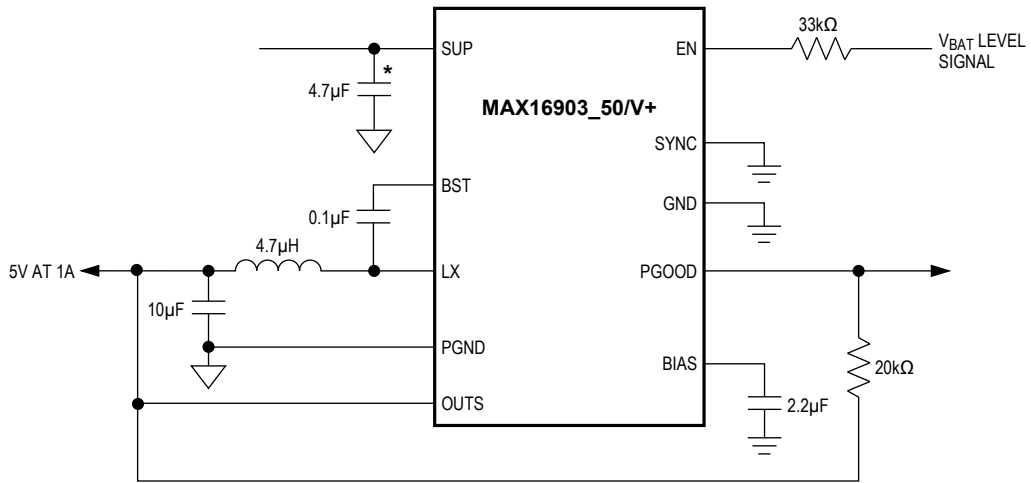 33kΩ
V_BAT LEVEL
SIGNAL
SUP
EN
*
4.7µF
MAX16903_50/V+
SYNC
BST
0.1µF
GND
4.7µH
5V AT 1A
LX
PGOOD
10µF
PGND
BIAS
20kΩ
OUTS
2.2µF